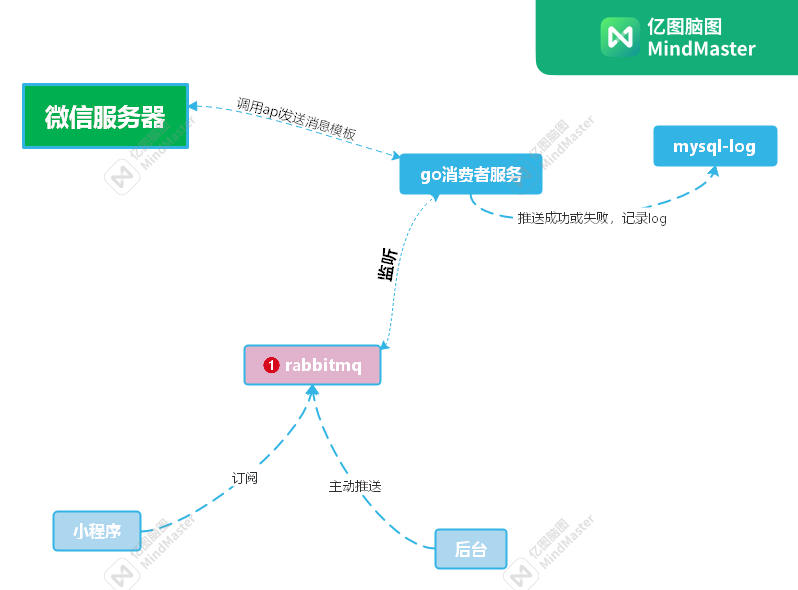 亿图脑图
MindMaster
微信服务器
调用api发送消息模板
亿图脑图
MindMaster
亿图脑图
MindMaster
mysql-log
go消费者服务
推送成功或失败，记录log
监听
1 rabbitmq
订阅
主动推送
小程序
后台
亿图脑图
MindMaster
亿图脑图
MindMaster